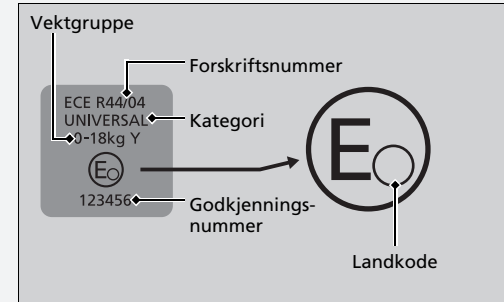 Vektgruppe
Forskriftsnummer
ECE R44/04
UNIVERSAL
Kategori
0-18kg Y
E
E
123456
Godkjennings-
nummer
Landkode